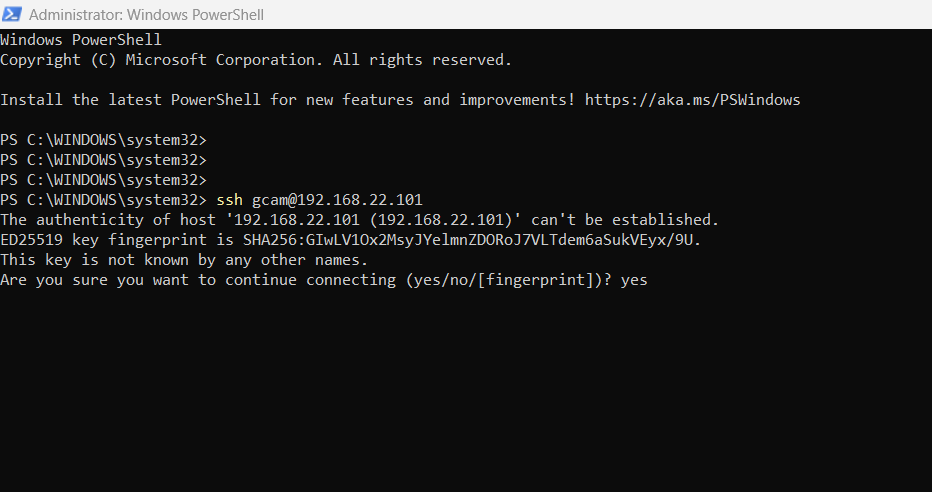 Administrator: Windows PowerShell
Windows PowerShell
Copyright (C) Microsoft Corporation. All rights reserved.
Install the latest PowerShell for new features and improvements! https://aka.ms/PSWindows
PS C:\WINDOWS\system32>
PS C:\WINDOWS\system32>
PS C:\WINDOWS\system32>
PS C:\WINDOWS\system32> ssh gcam@192.168.22.101
The authenticity of host '192.168.22.101 (192.168.22.101)' can't be established.
ED25519 key fingerprint is SHA256:GIwLV1Ox2MsyJYelmnZDORoJ7VLTdem6aSukVEyx/9U.
This key is not known by any other names.
Are you sure you want to continue connecting (yes/no/[fingerprint])? yes